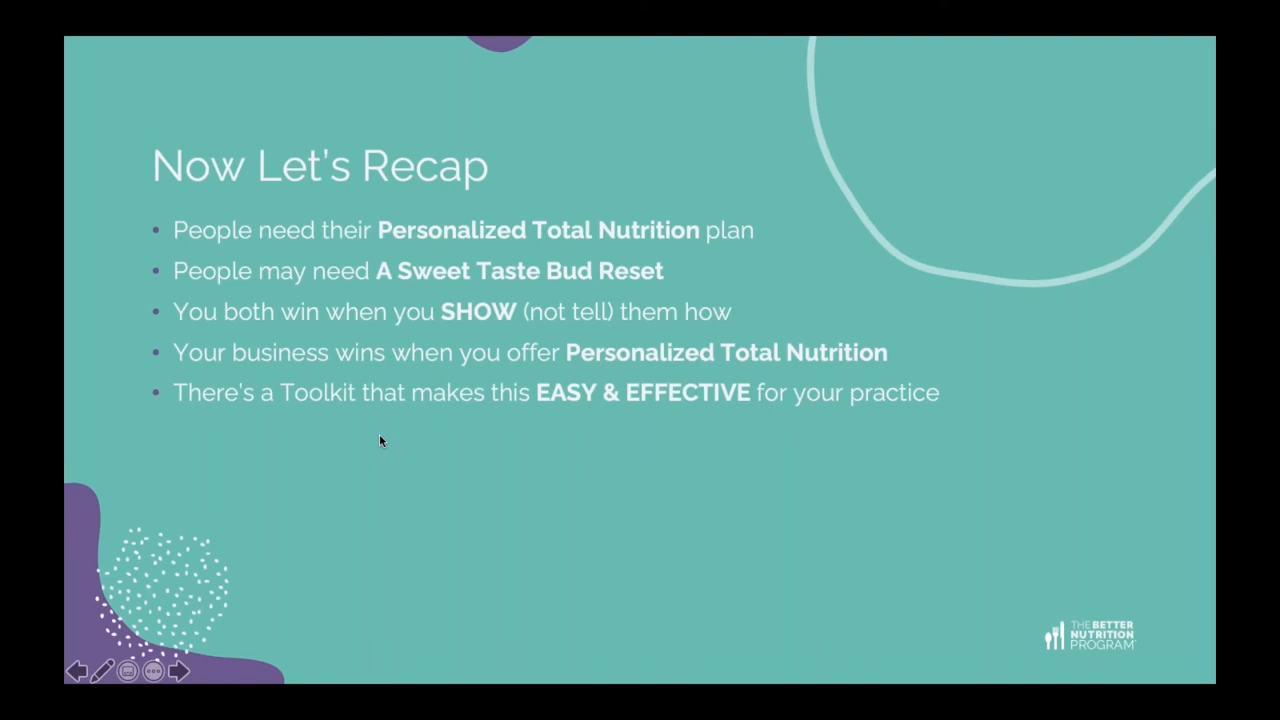 Now Let's Recap
• People need their Personalized Total Nutrition plan
• People may need A Sweet Taste Bud Reset
• You both win when you SHOW (not tell) them how
• Your business wins when you offer Personalized Total Nutrition
• There's a Toolkit that makes this EASY & EFFECTIVE for your practice
THE BETTER
NUTRITION
PROGRAM